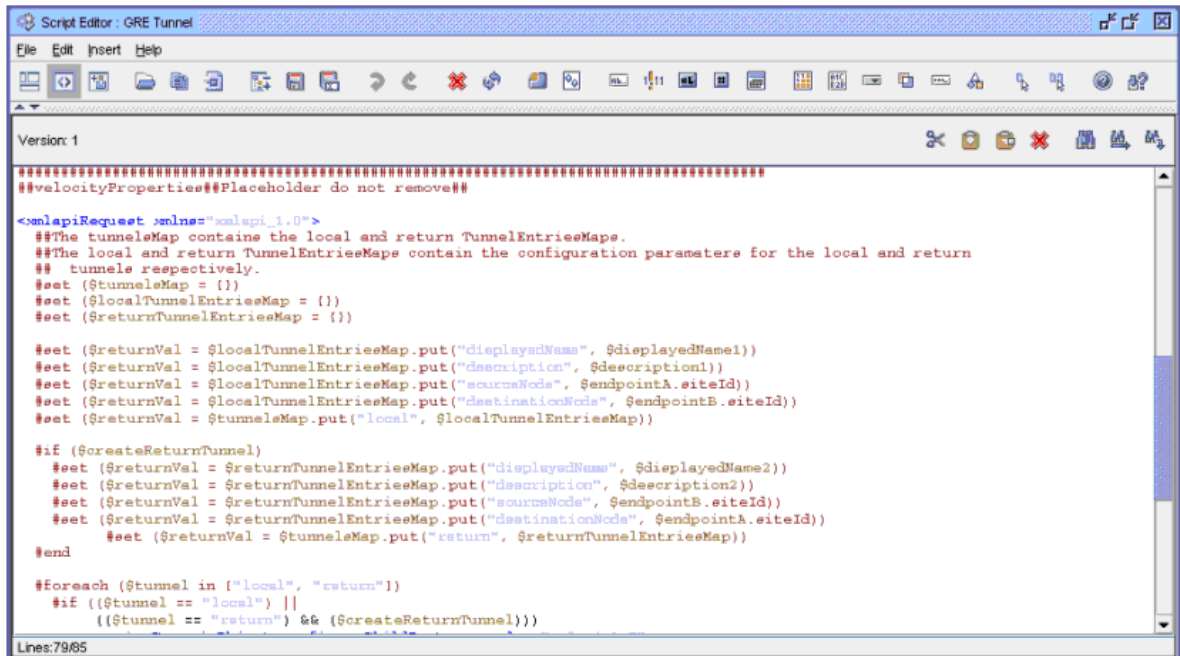 Script Editor : GRE Tunnel
File Edit Insert Help
Version: 1
##########################################################################################
##velocityProperties##Placeholder do not remove##
<xmlapiRequest xmlns="xmlapi_1.0">
##The tunnelsMap contains the local and return TunnelEntriesMaps.
##The local and return TunnelEntriesMaps contain the configuration parameters for the local and return
## tunnels respectively.
#set ($tunnelsMap = {})
#set ($localTunnelEntriesMap = {})
#set ($returnTunnelEntriesMap = {})
#set ($returnVal = $localTunnelEntriesMap.put("displayedName", $displayedName1))
#set ($returnVal = $localTunnelEntriesMap.put("description", $description1))
#set ($returnVal = $localTunnelEntriesMap.put("sourceNode", $endpointA.siteId))
#set ($returnVal = $localTunnelEntriesMap.put("destinationNode", $endpointB.siteId))
#set ($returnVal = $tunnelsMap.put("local", $localTunnelEntriesMap))
#if ($createReturnTunnel)
#set ($returnVal = $returnTunnelEntriesMap.put("displayedName", $displayedName2))
#set ($returnVal = $returnTunnelEntriesMap.put("description", $description2))
#set ($returnVal = $returnTunnelEntriesMap.put("sourceNode", $endpointB.siteId))
#set ($returnVal = $returnTunnelEntriesMap.put("destinationNode", $endpointA.siteId))
#set ($returnVal = $tunnelsMap.put("return", $returnTunnelEntriesMap))
#end
#foreach ($tunnel in ["local", "return"])
#if (($tunnel == "local") ||
(($tunnel == "return") && ($createReturnTunnel)))
Lines:79/85